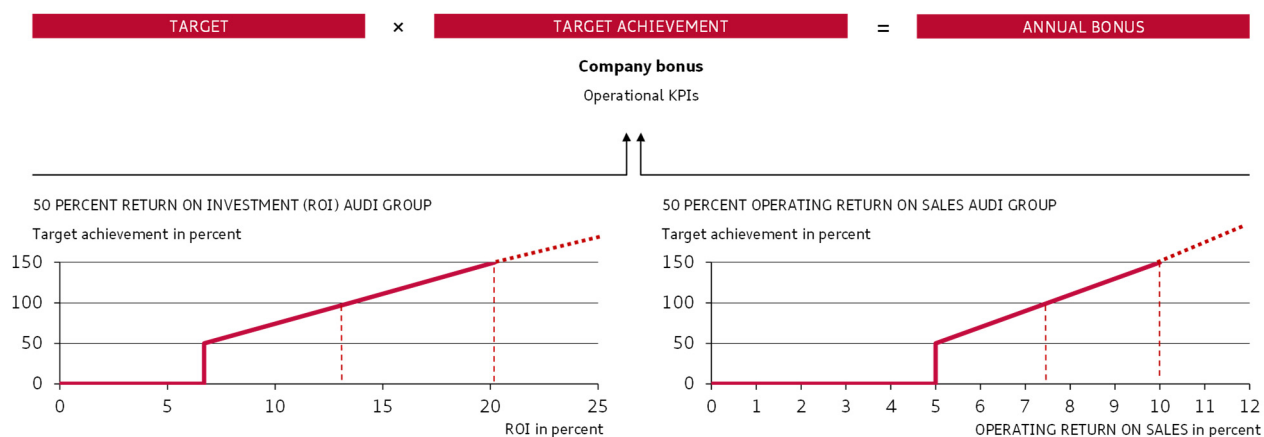 TARGET × TARGET ACHIEVEMENT = ANNUAL BONUS
Company bonus
Operational KPIs
50 PERCENT RETURN ON INVESTMENT (ROI) AUDI GROUP
Target achievement in percent
150
100
50
0
0 5 10 15 20 25
ROI in percent
50 PERCENT OPERATING RETURN ON SALES AUDI GROUP
Target achievement in percent
150
100
50
0
0 1 2 3 4 5 6 7 8 9 10 11 12
OPERATING RETURN ON SALES in percent